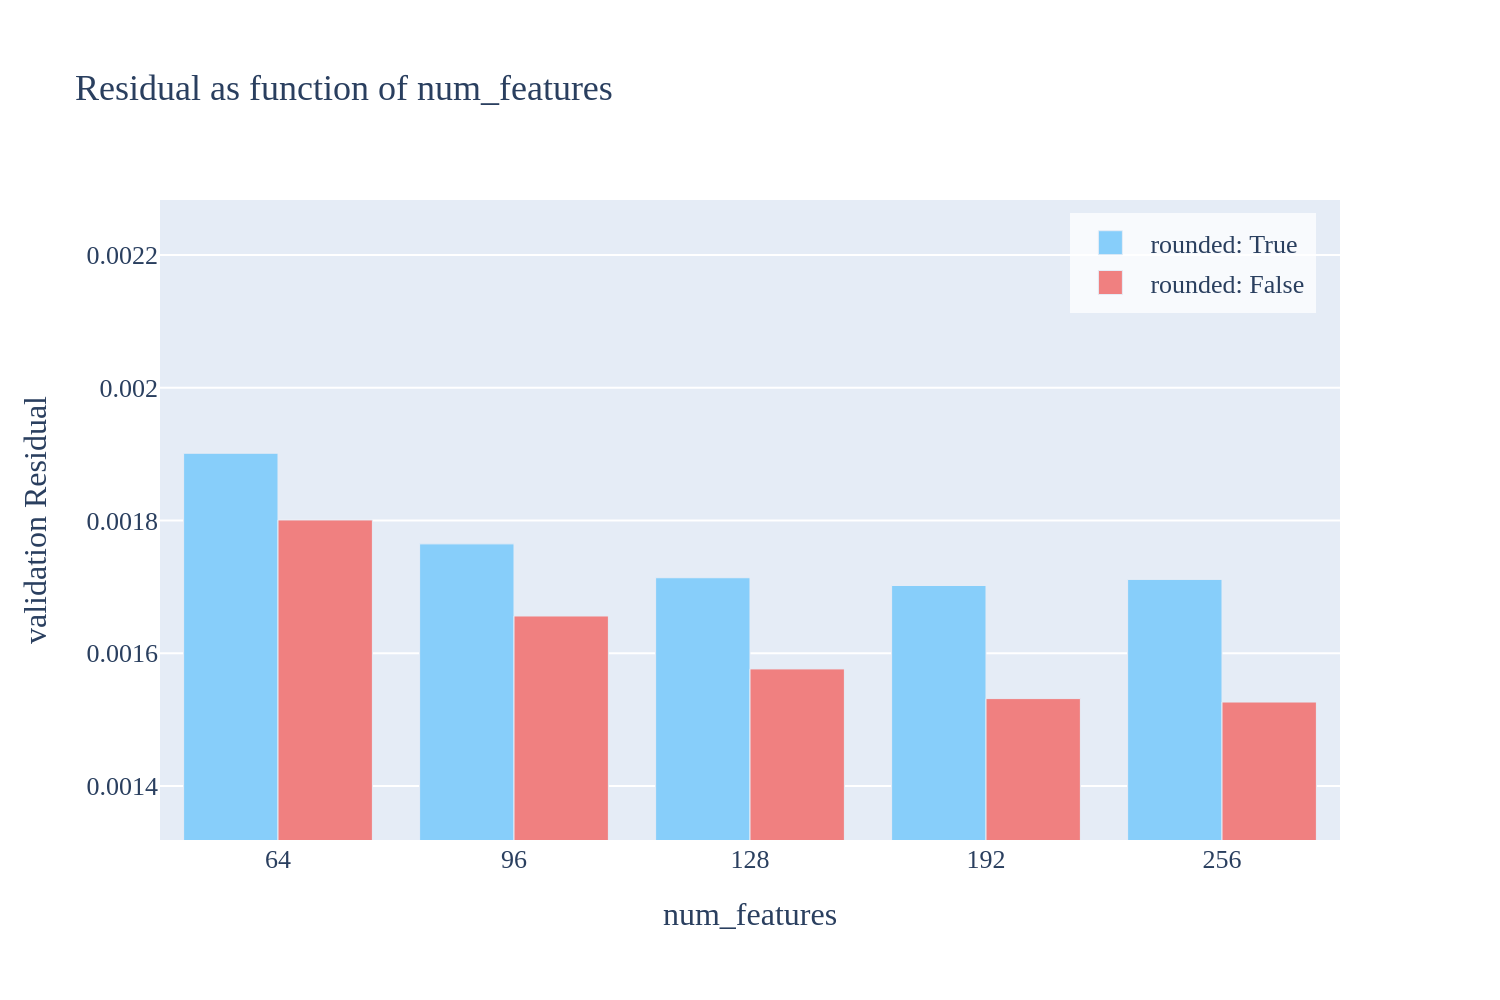 Residual as function of num_features
rounded: True
rounded: False
validation Residual
0.0022
0.002
0.0018
0.0016
0.0014
64
96
128
192
256
num_features